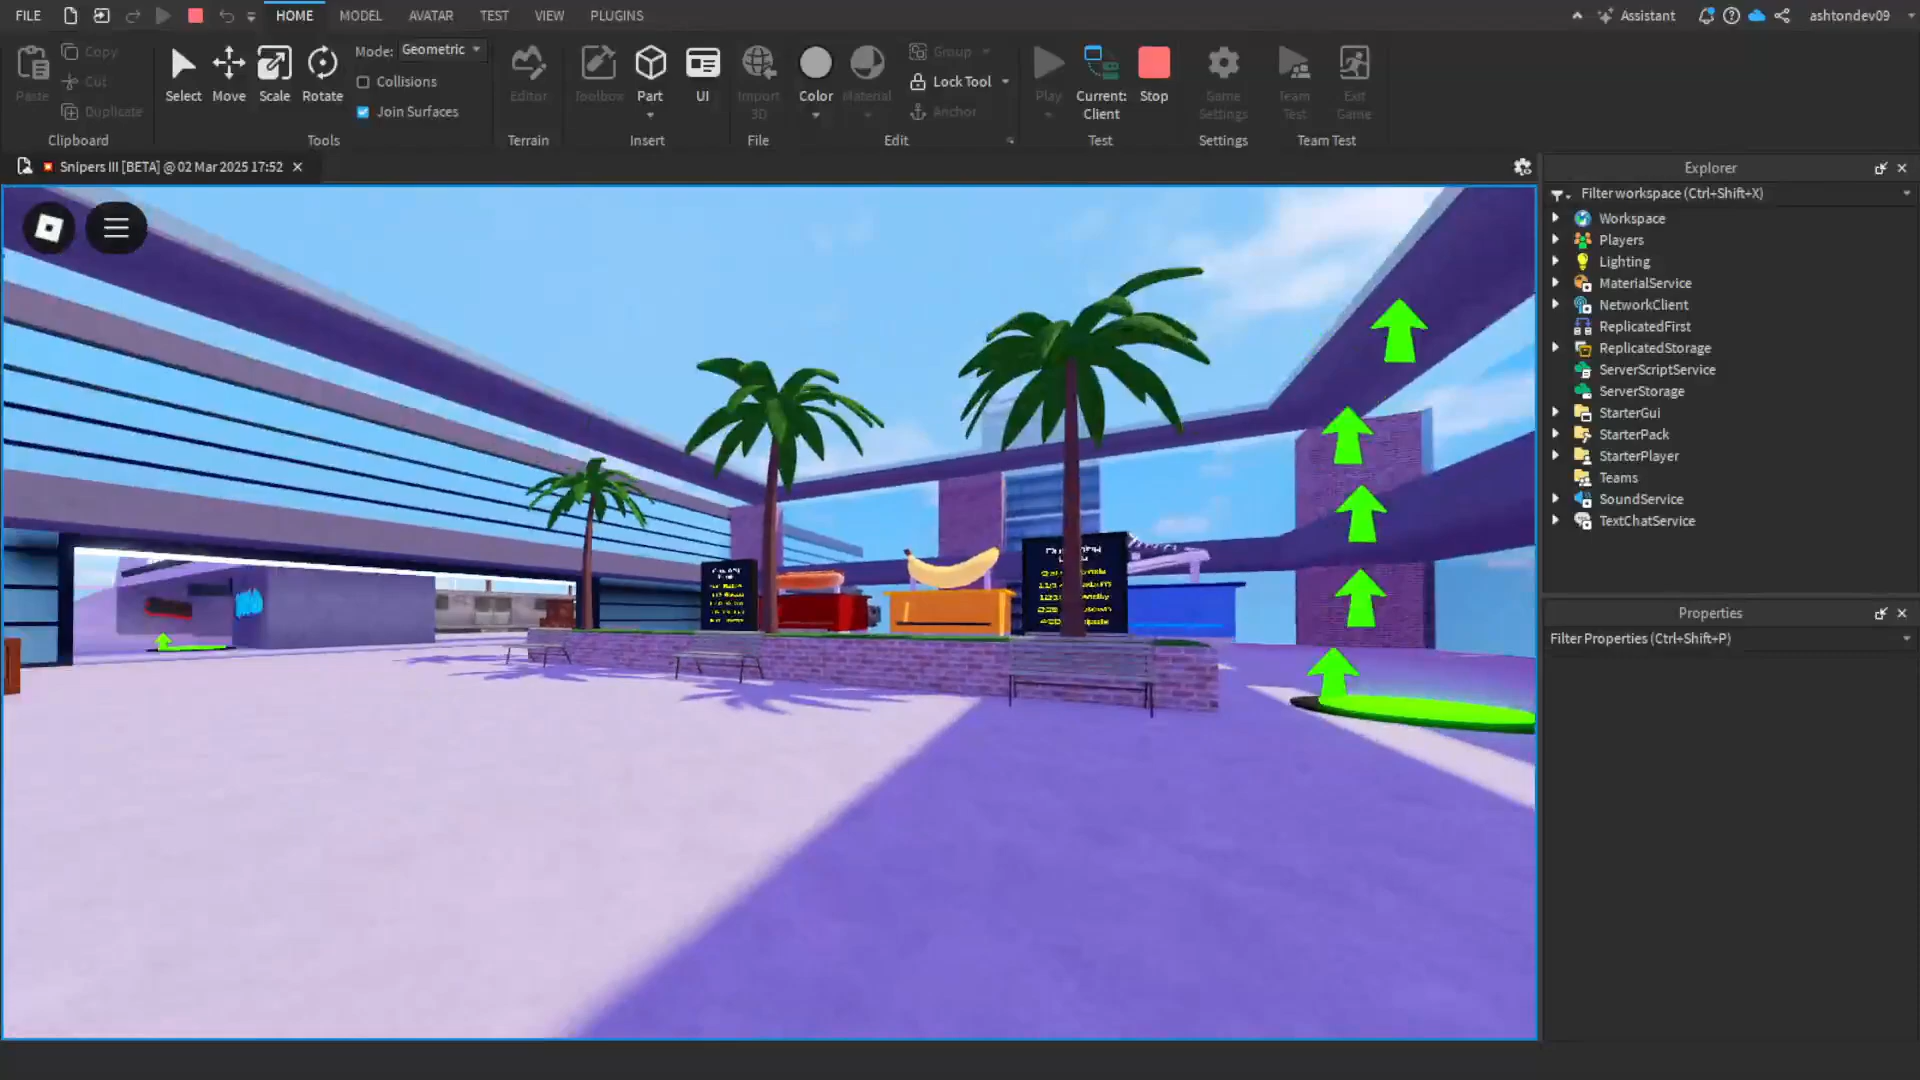 FILE
HOME
MODEL
AVATAR
TEST
VIEW
PLUGINS
Assistant
ashtondev09
Paste
Copy
Cut
Duplicate
Clipboard
Select
Move
Scale
Rotate
Mode: Geometric
Collisions
Join Surfaces
Tools
Editor
Terrain
Toolbox
Part
UI
Insert
Import
3D
File
Color
Material
Group
Lock Tool
Anchor
Edit
Play
Current:
Client
Stop
Test
Game
Settings
Settings
Team
Test
Exit
Game
Team Test
Snipers III [BETA] @ 02 Mar 2025 17:52
Explorer
Filter workspace (Ctrl+Shift+X)
Workspace
Players
Lighting
MaterialService
NetworkClient
ReplicatedFirst
ReplicatedStorage
ServerScriptService
ServerStorage
StarterGui
StarterPack
StarterPlayer
Teams
SoundService
TextChatService
Properties
Filter Properties (Ctrl+Shift+P)